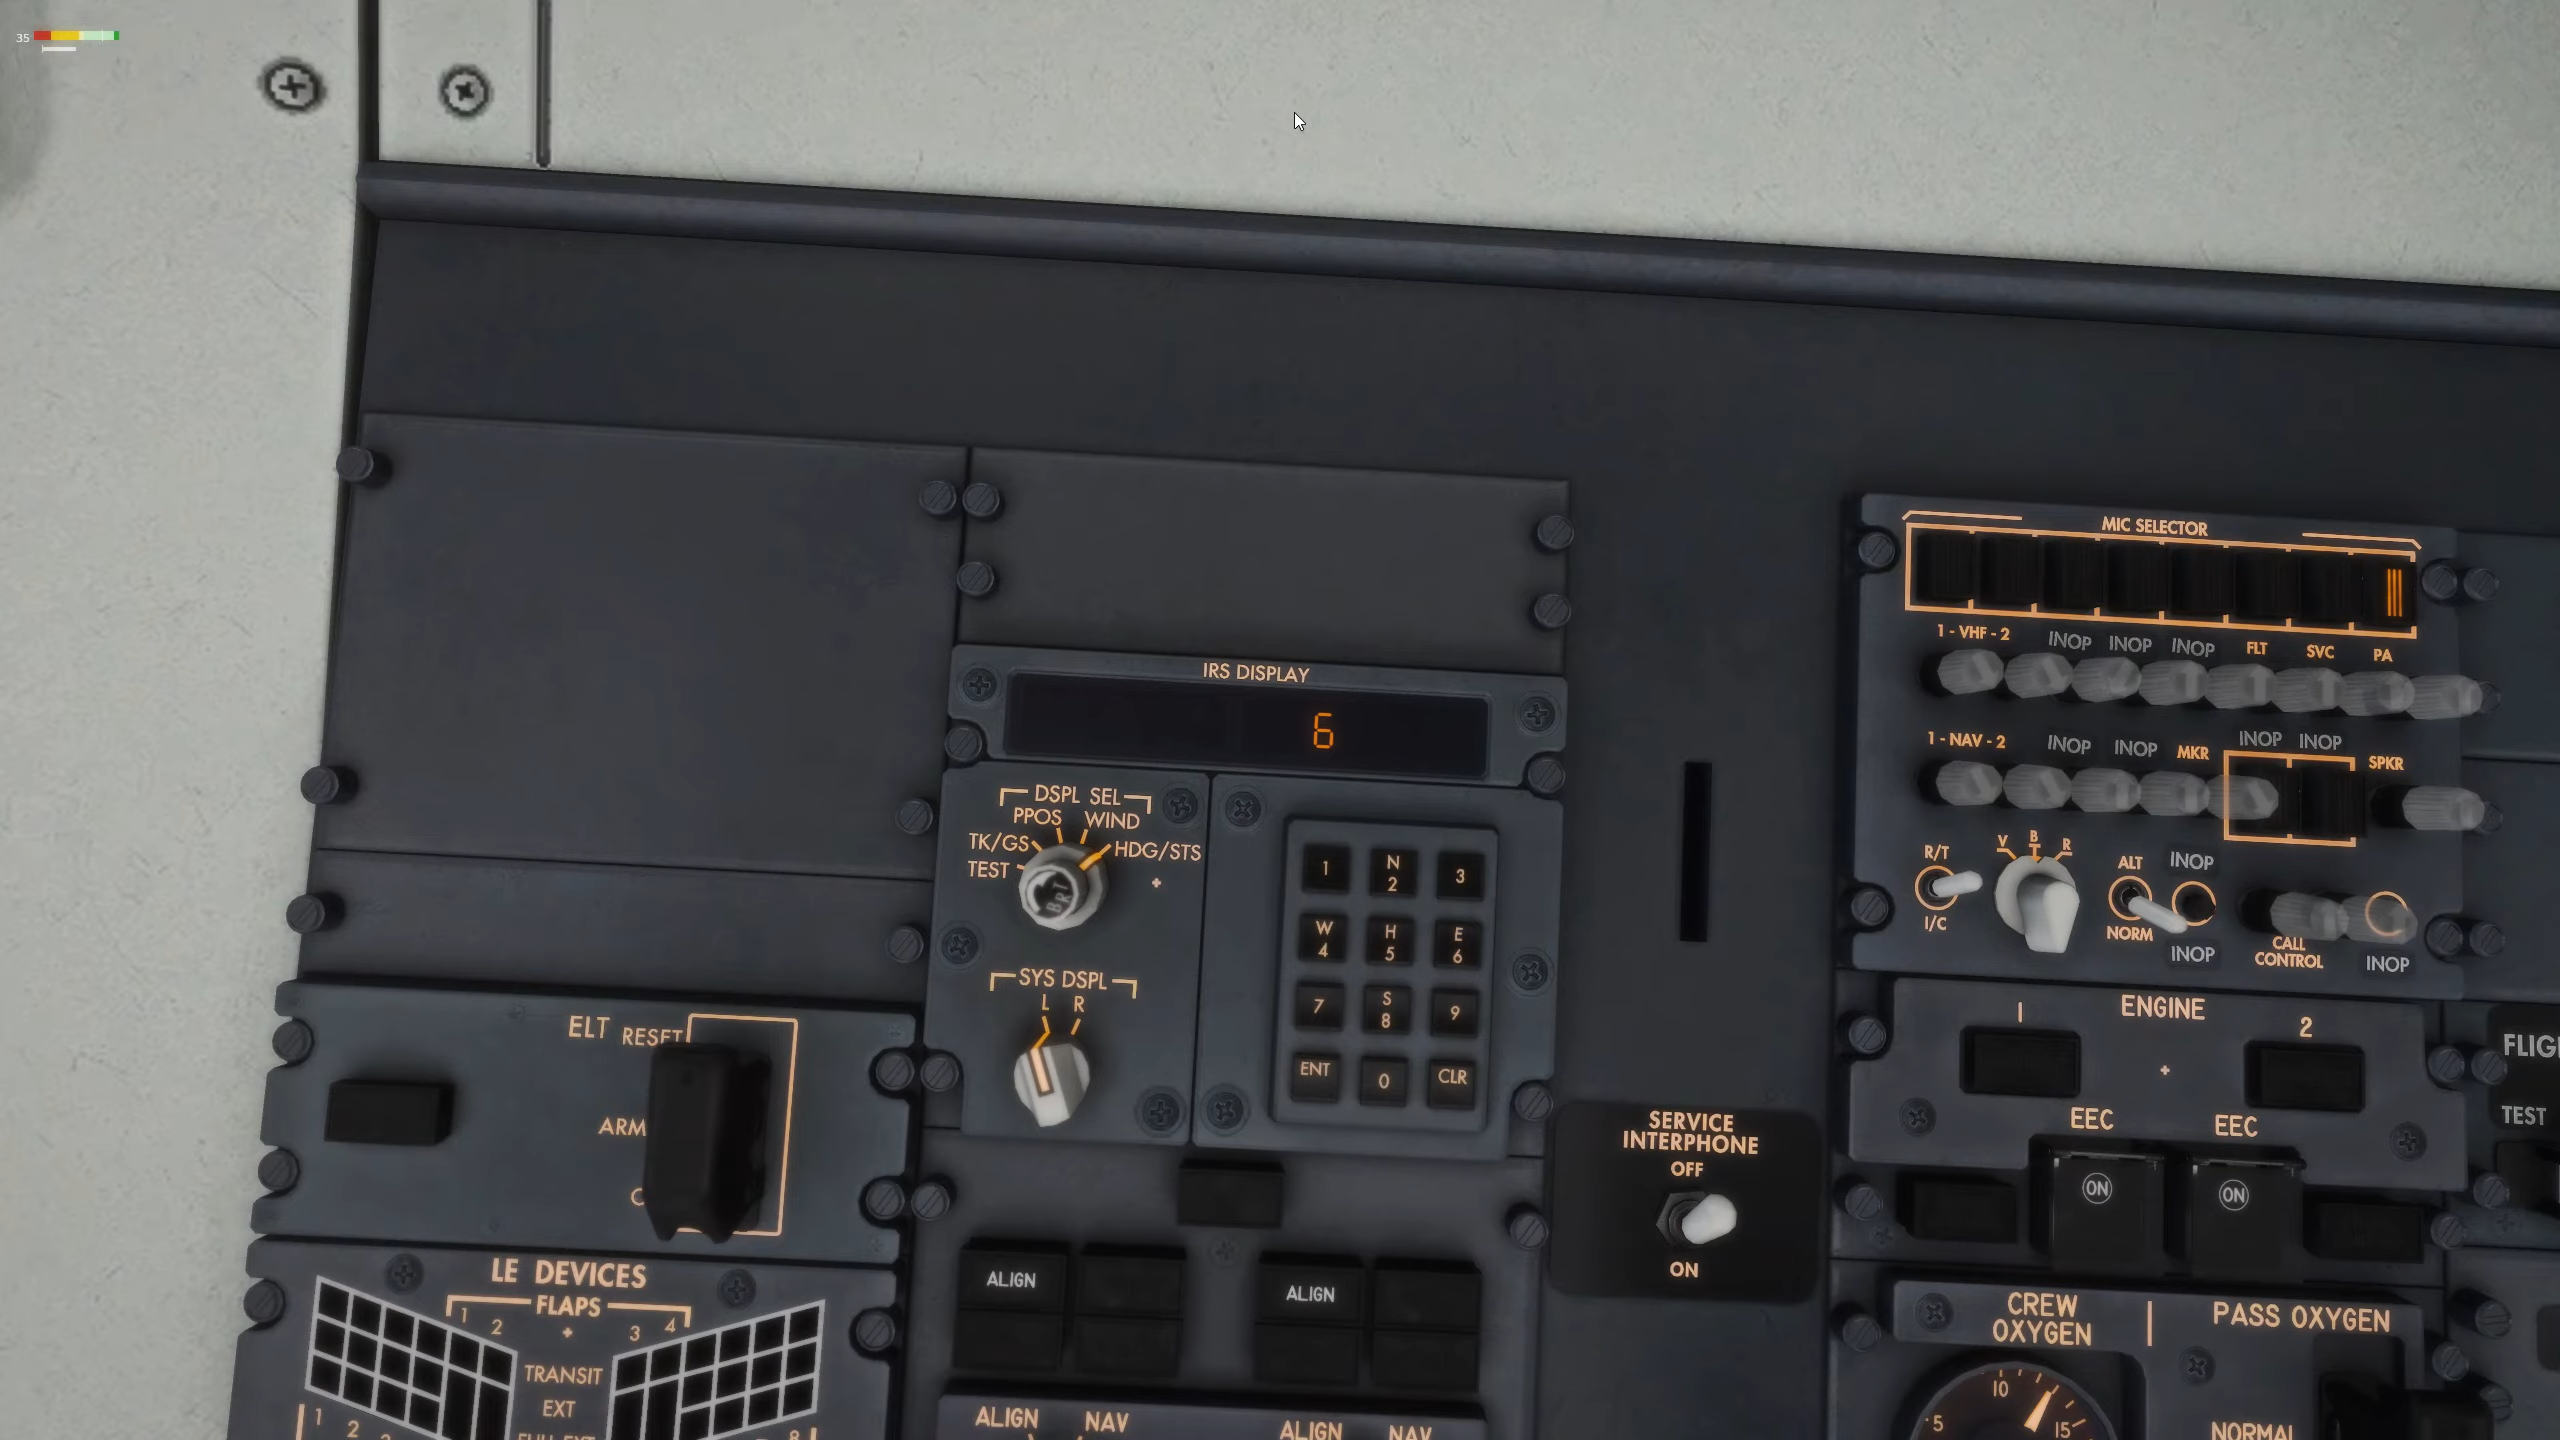 35
MIC SELECTOR
1 - VHF - 2 INOP INOP INOP FLT SVC PA
IRS DISPLAY
6
1 - NAV - 2 INOP INOP MKR INOP INOP SPKR
DSPL SEL
PPOS WIND
TK/GS HDG/STS
TEST
BRT
1 N 2 3
W 4 H 5 E 6
7 S 8 9
ENT 0 CLR
V B R
R/T ALT INOP
I/C NORM INOP
CALL
CONTROL INOP
SYS DSPL
L R
ELT RESET
ARM
1 ENGINE 2
EEC EEC
ON ON
FLIG
TEST
SERVICE
INTERPHONE
OFF
ON
LE DEVICES
FLAPS
1 2 3 4
TRANSIT
EXT
1 2 8
ALIGN ALIGN
ALIGN NAV ALIGN NAV
CREW
OXYGEN
PASS OXYGEN
5 10 15
NORMAL